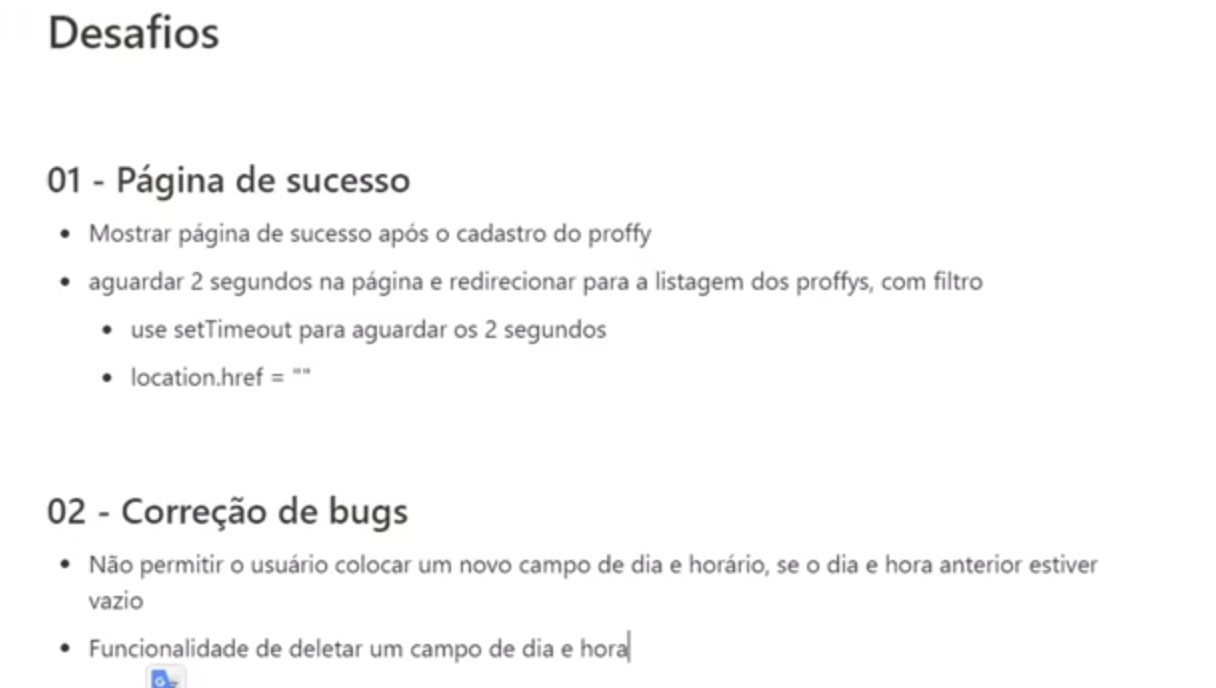 Desafios
01 - Página de sucesso
• Mostrar página de sucesso após o cadastro do proffy
• aguardar 2 segundos na página e redirecionar para a listagem dos proffys, com filtro
• use setTimeout para aguardar os 2 segundos
• location.href = ""
02 - Correção de bugs
• Não permitir o usuário colocar um novo campo de dia e horário, se o dia e hora anterior estiver
vazio
• Funcionalidade de deletar um campo de dia e hora